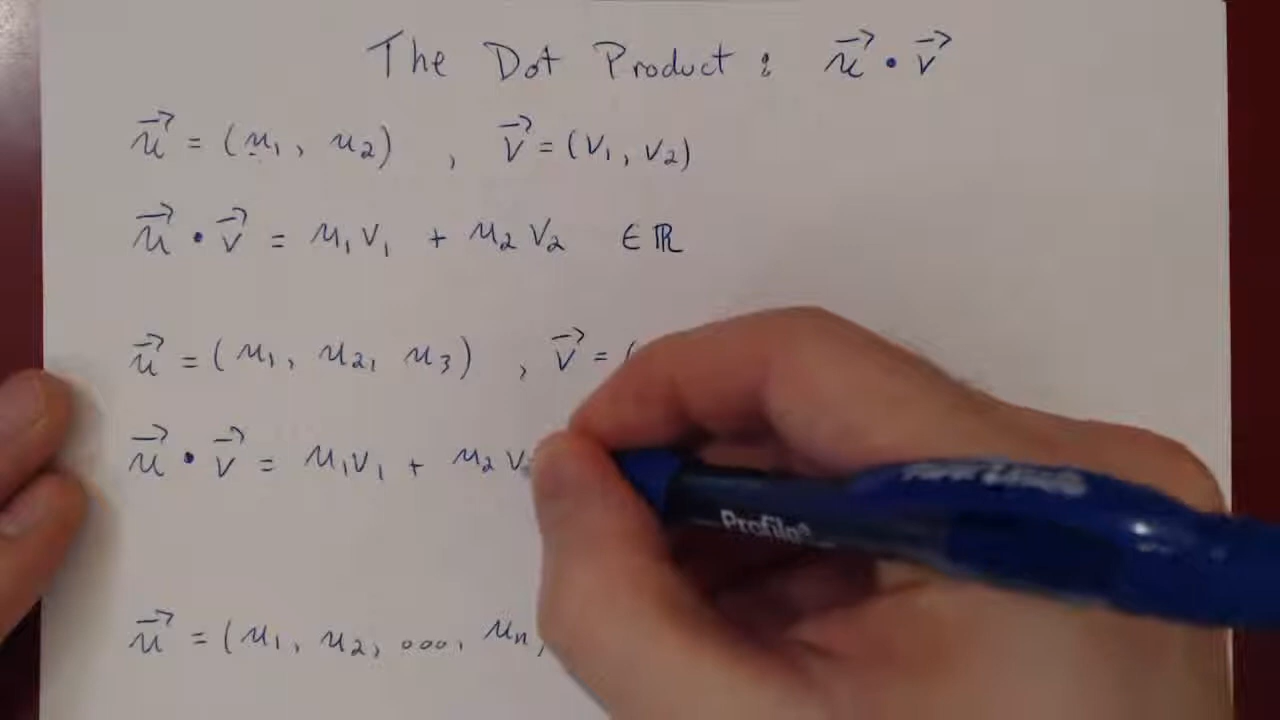 The Dot Product : u⃗ • v⃗
u⃗ = (u₁, u₂) , v⃗ = (v₁, v₂)
u⃗ • v⃗ = u₁v₁ + u₂v₂ ∈ ℝ
u⃗ = (u₁, u₂, u₃) , v⃗ = (
u⃗ • v⃗ = u₁v₁ + u₂v
Profile
u⃗ = (u₁, u₂, ..., uₙ)